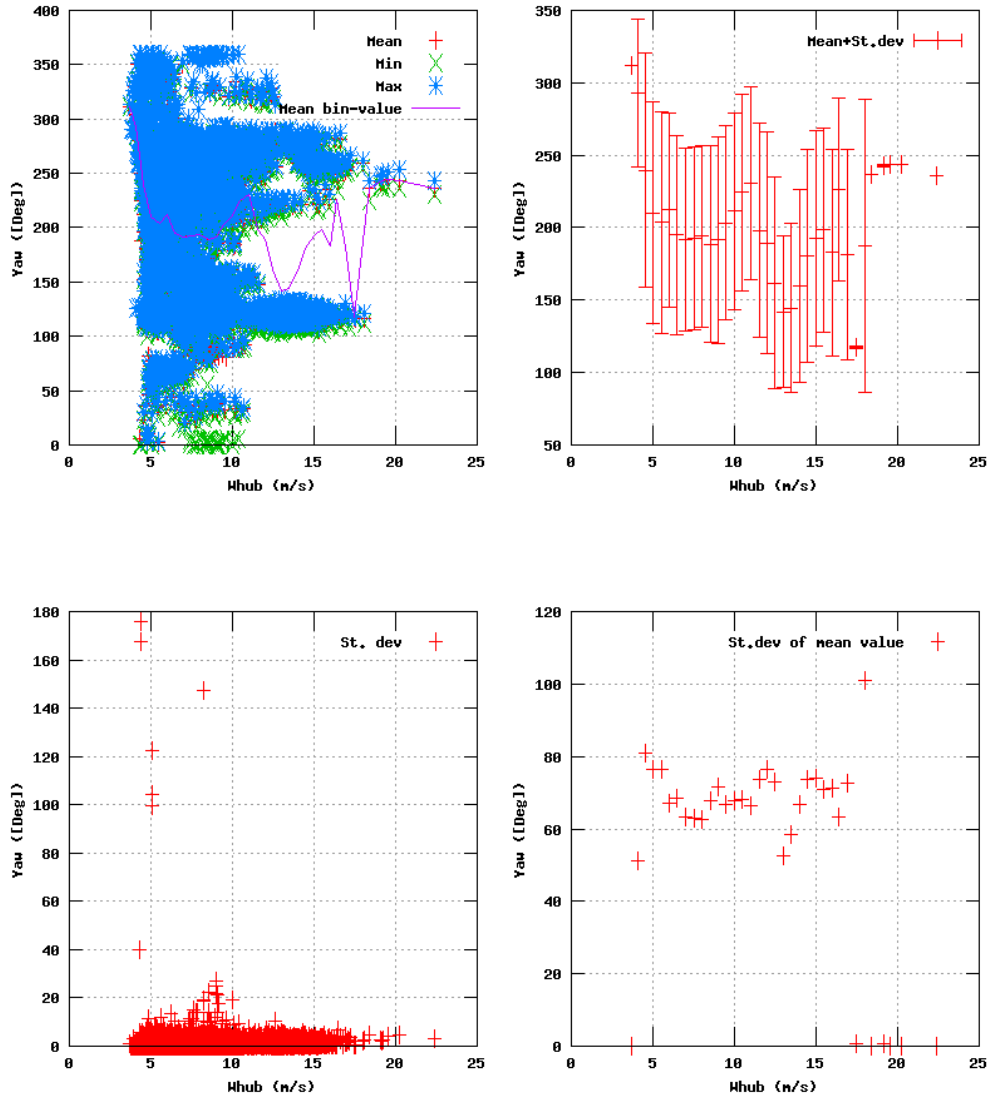 400
350
300
250
200
150
100
50
0
Yaw ([Deg])
Mean
Min
Max
Mean bin-value
0 5 10 15 20 25
Whub (m/s)
350
300
250
200
150
100
50
Yaw ([Deg])
Mean+St.dev
0 5 10 15 20 25
Whub (m/s)
180
160
140
120
100
80
60
40
20
0
Yaw ([Deg])
St. dev
0 5 10 15 20 25
Whub (m/s)
120
100
80
60
40
20
0
Yaw ([Deg])
St.dev of mean value
0 5 10 15 20 25
Whub (m/s)